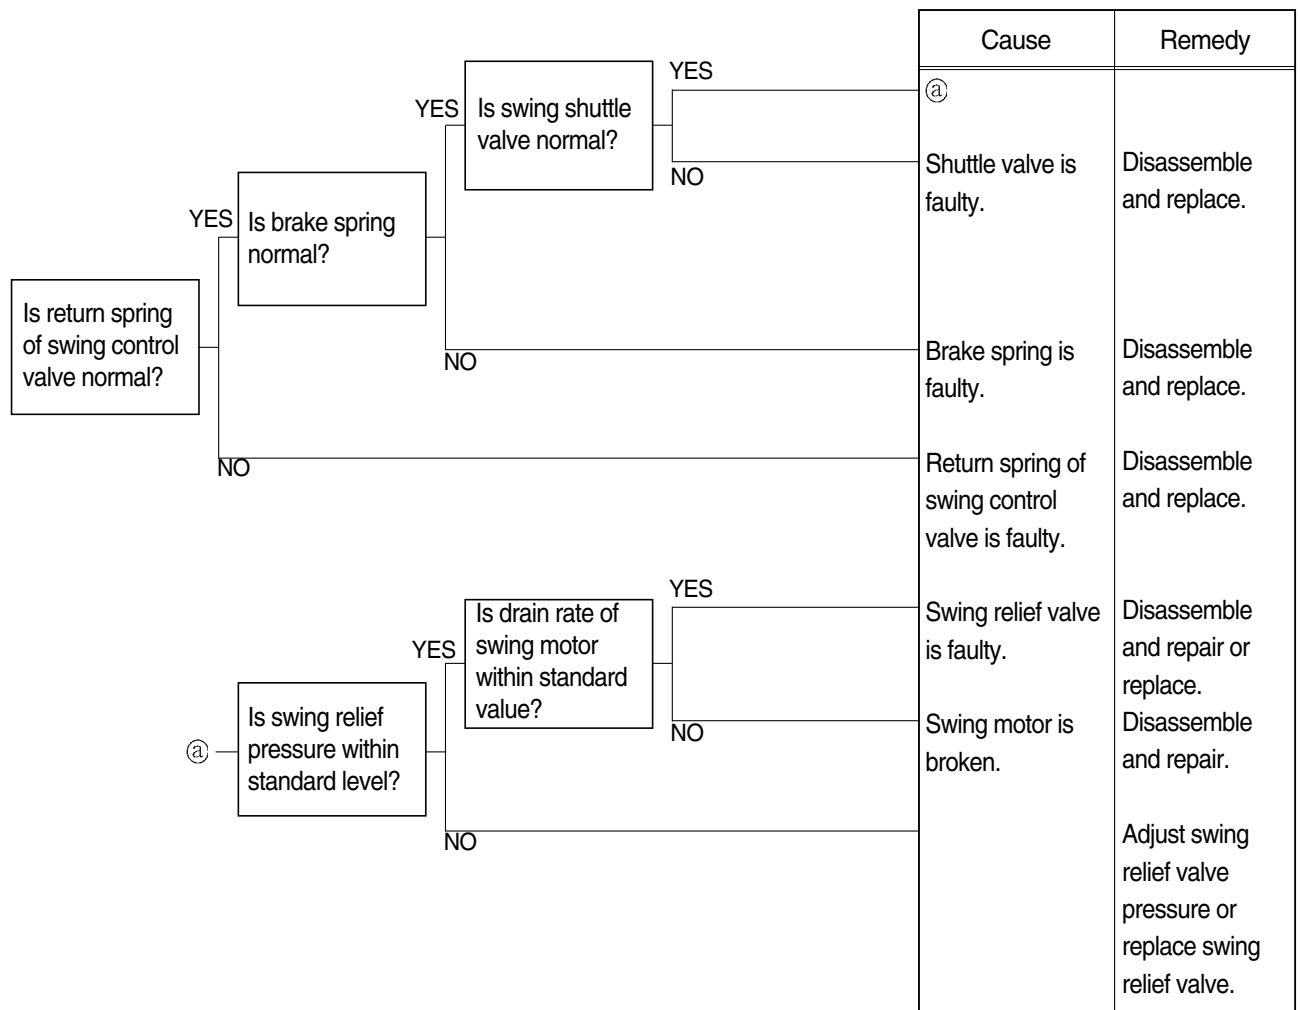 Cause
Remedy
YES
ⓐ
Is swing shuttle
valve normal?
YES
NO
Shuttle valve is
faulty.
Disassemble
and replace.
Is brake spring
normal?
YES
NO
Brake spring is
faulty.
Disassemble
and replace.
Is return spring
of swing control
valve normal?
NO
Return spring of
swing control
valve is faulty.
Disassemble
and replace.
YES
Is drain rate of
swing motor
within standard
value?
YES
Swing relief valve
is faulty.
Disassemble
and repair or
replace.
NO
Swing motor is
broken.
Disassemble
and repair.
ⓐ
Is swing relief
pressure within
standard level?
NO
Adjust swing
relief valve
pressure or
replace swing
relief valve.